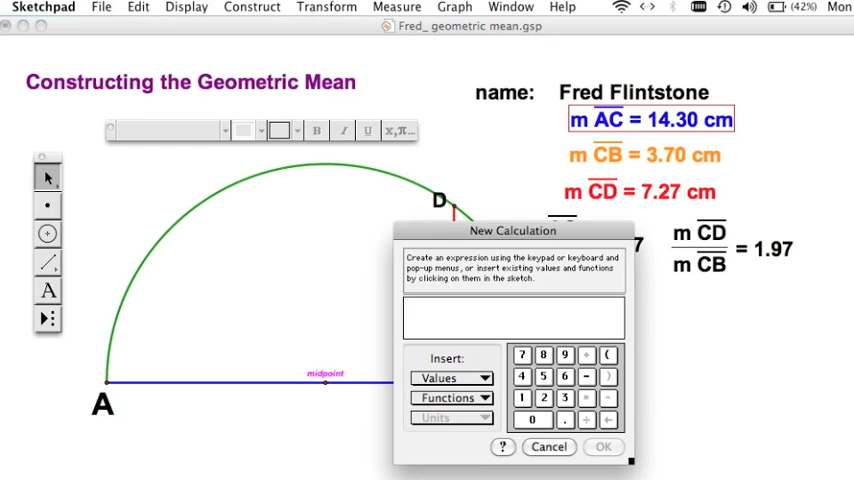 Sketchpad File Edit Display Construct Transform Measure Graph Window Help (42%) Mon
Fred_ geometric mean.gsp
Constructing the Geometric Mean
name: Fred Flintstone
m AC = 14.30 cm
B I U x,π...
m CB = 3.70 cm
m CD = 7.27 cm
D
A
New Calculation
7
m CD
m CB
= 1.97
Create an expression using the keypad or keyboard and
pop-up menus, or insert existing values and functions
by clicking on them in the sketch.
Insert:
Values
Functions
Units
7 8 9 + (
4 5 6 - )
1 2 3 * ^
0 . ÷ ←
midpoint
A
? Cancel OK